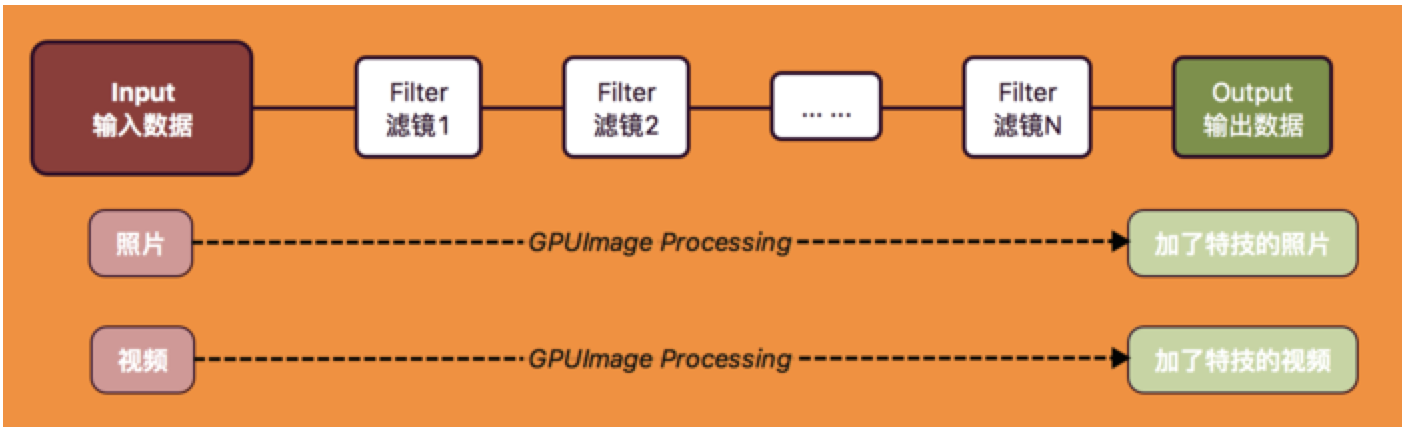 Input
输入数据
Filter
滤镜1
Filter
滤镜2
... ...
Filter
滤镜N
Output
输出数据
照片
GPUImage Processing
加了特技的照片
视频
GPUImage Processing
加了特技的视频